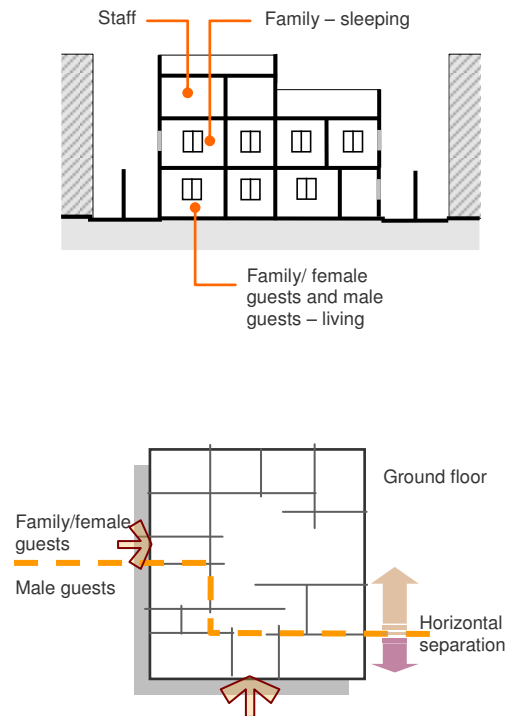 Staff
Family – sleeping
Family/ female
guests and male
guests – living
Ground floor
Family/female
guests
Male guests
Horizontal
separation